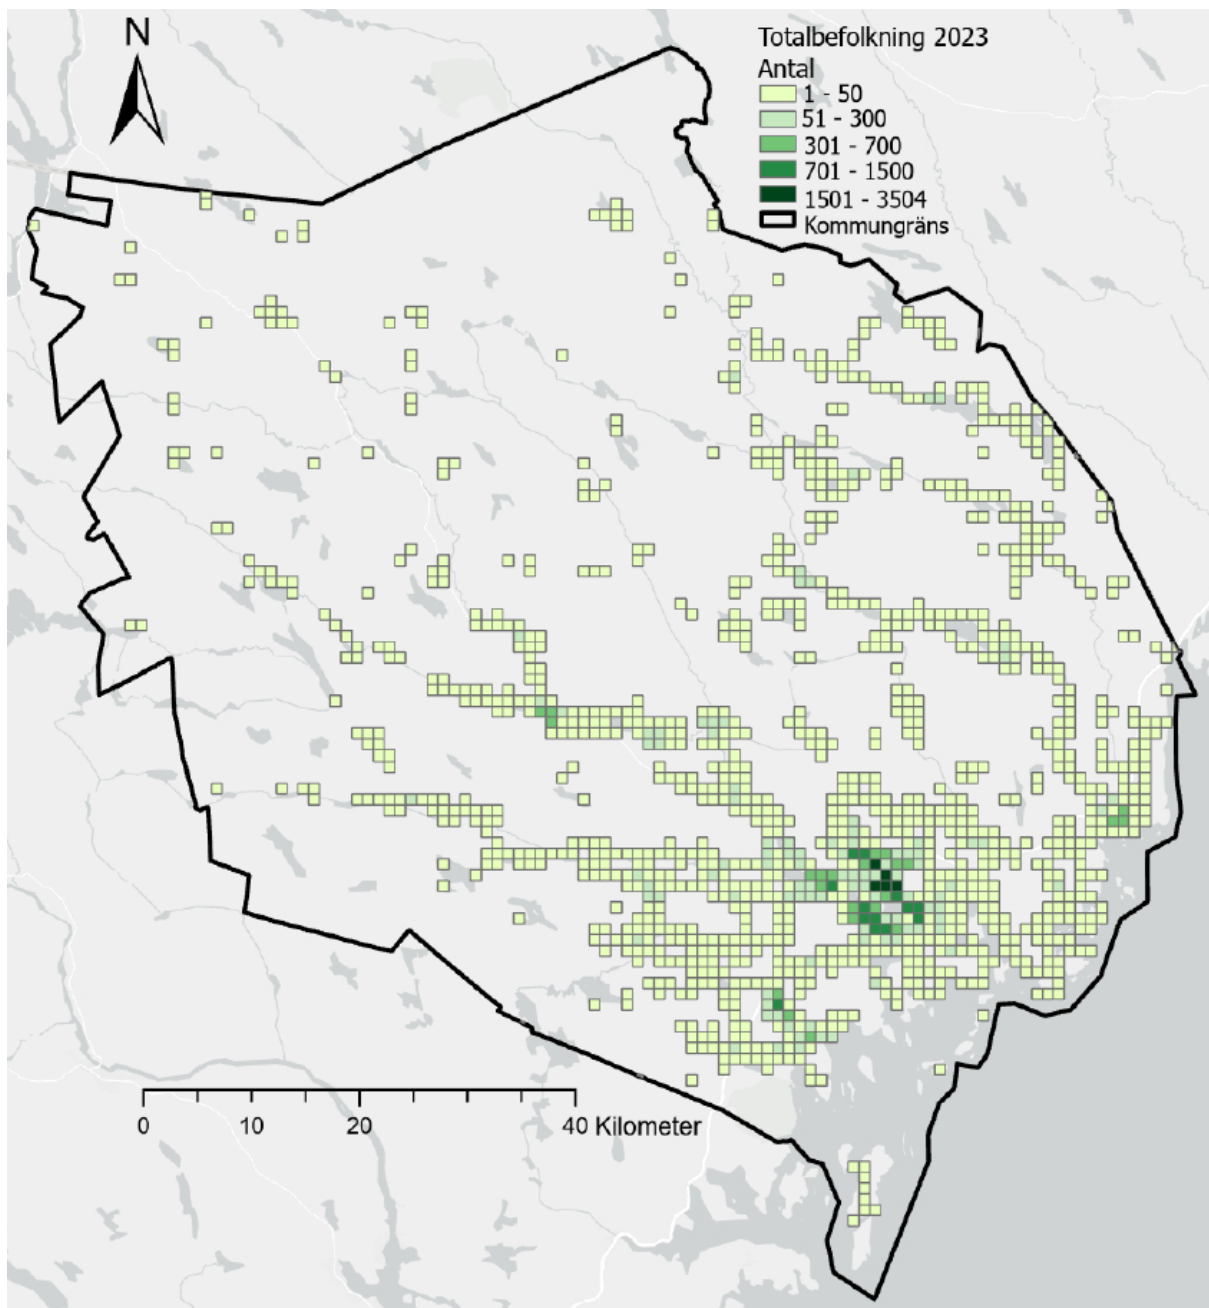 N
Totalbefolkning 2023
Antal
1 - 50
51 - 300
301 - 700
701 - 1500
1501 - 3504
Kommungräns
0 10 20 40 Kilometer